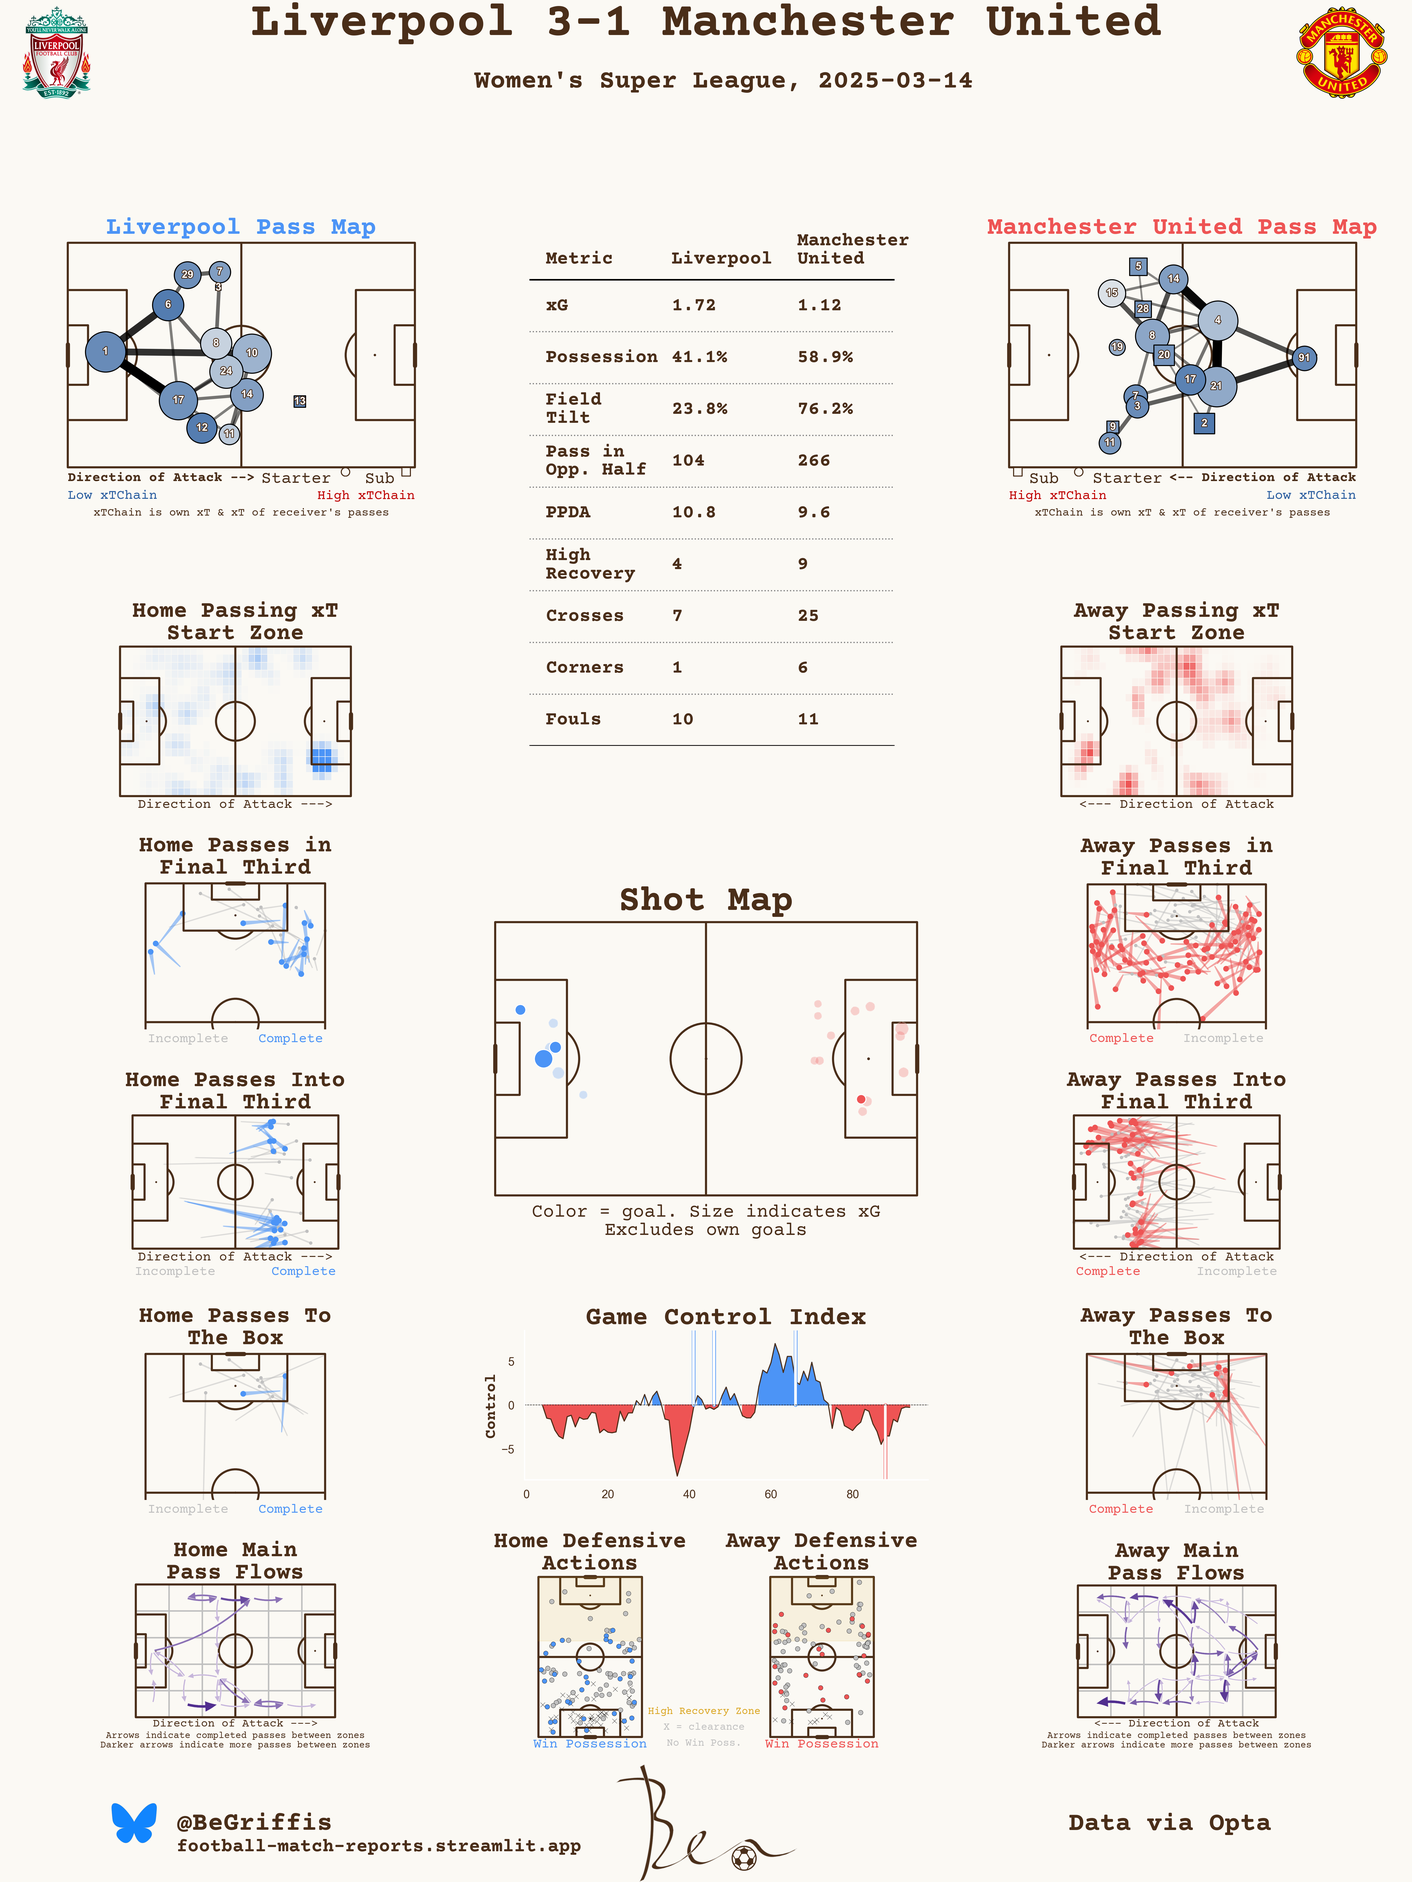 Liverpool 3-1 Manchester United
Women's Super League, 2025-03-14
YOU'LL NEVER WALK ALONE
LIVERPOOL
FOOTBALL CLUB
EST·1892
MANCHESTER
UNITED
Liverpool Pass Map
29
7
3
6
1
8
10
24
17
14
12
11
13
Direction of Attack --> Starter Sub
Low xTChain High xTChain
xTChain is own xT & xT of receiver's passes
Metric Liverpool Manchester United
xG 1.72 1.12
Possession 41.1% 58.9%
Field Tilt 23.8% 76.2%
Pass in Opp. Half 104 266
PPDA 10.8 9.6
High Recovery 4 9
Crosses 7 25
Corners 1 6
Fouls 10 11
Manchester United Pass Map
5
14
15
28
4
8
19
20
91
17
21
7
3
9
2
11
Sub Starter <-- Direction of Attack
High xTChain Low xTChain
xTChain is own xT & xT of receiver's passes
Home Passing xT
Start Zone
Direction of Attack --->
Away Passing xT
Start Zone
<--- Direction of Attack
Home Passes in
Final Third
Incomplete Complete
Away Passes in
Final Third
Complete Incomplete
Shot Map
Color = goal. Size indicates xG
Excludes own goals
Home Passes Into
Final Third
Direction of Attack --->
Incomplete Complete
Away Passes Into
Final Third
<--- Direction of Attack
Complete Incomplete
Home Passes To
The Box
Incomplete Complete
Game Control Index
Control
5
0
−5
0 20 40 60 80
Away Passes To
The Box
Complete Incomplete
Home Main
Pass Flows
Direction of Attack --->
Arrows indicate completed passes between zones
Darker arrows indicate more passes between zones
Home Defensive
Actions
Win Possession
Away Defensive
Actions
Win Possession
High Recovery Zone
X = clearance
No Win Poss.
Away Main
Pass Flows
<--- Direction of Attack
Arrows indicate completed passes between zones
Darker arrows indicate more passes between zones
@BeGriffis
football-match-reports.streamlit.app
Ben
Data via Opta